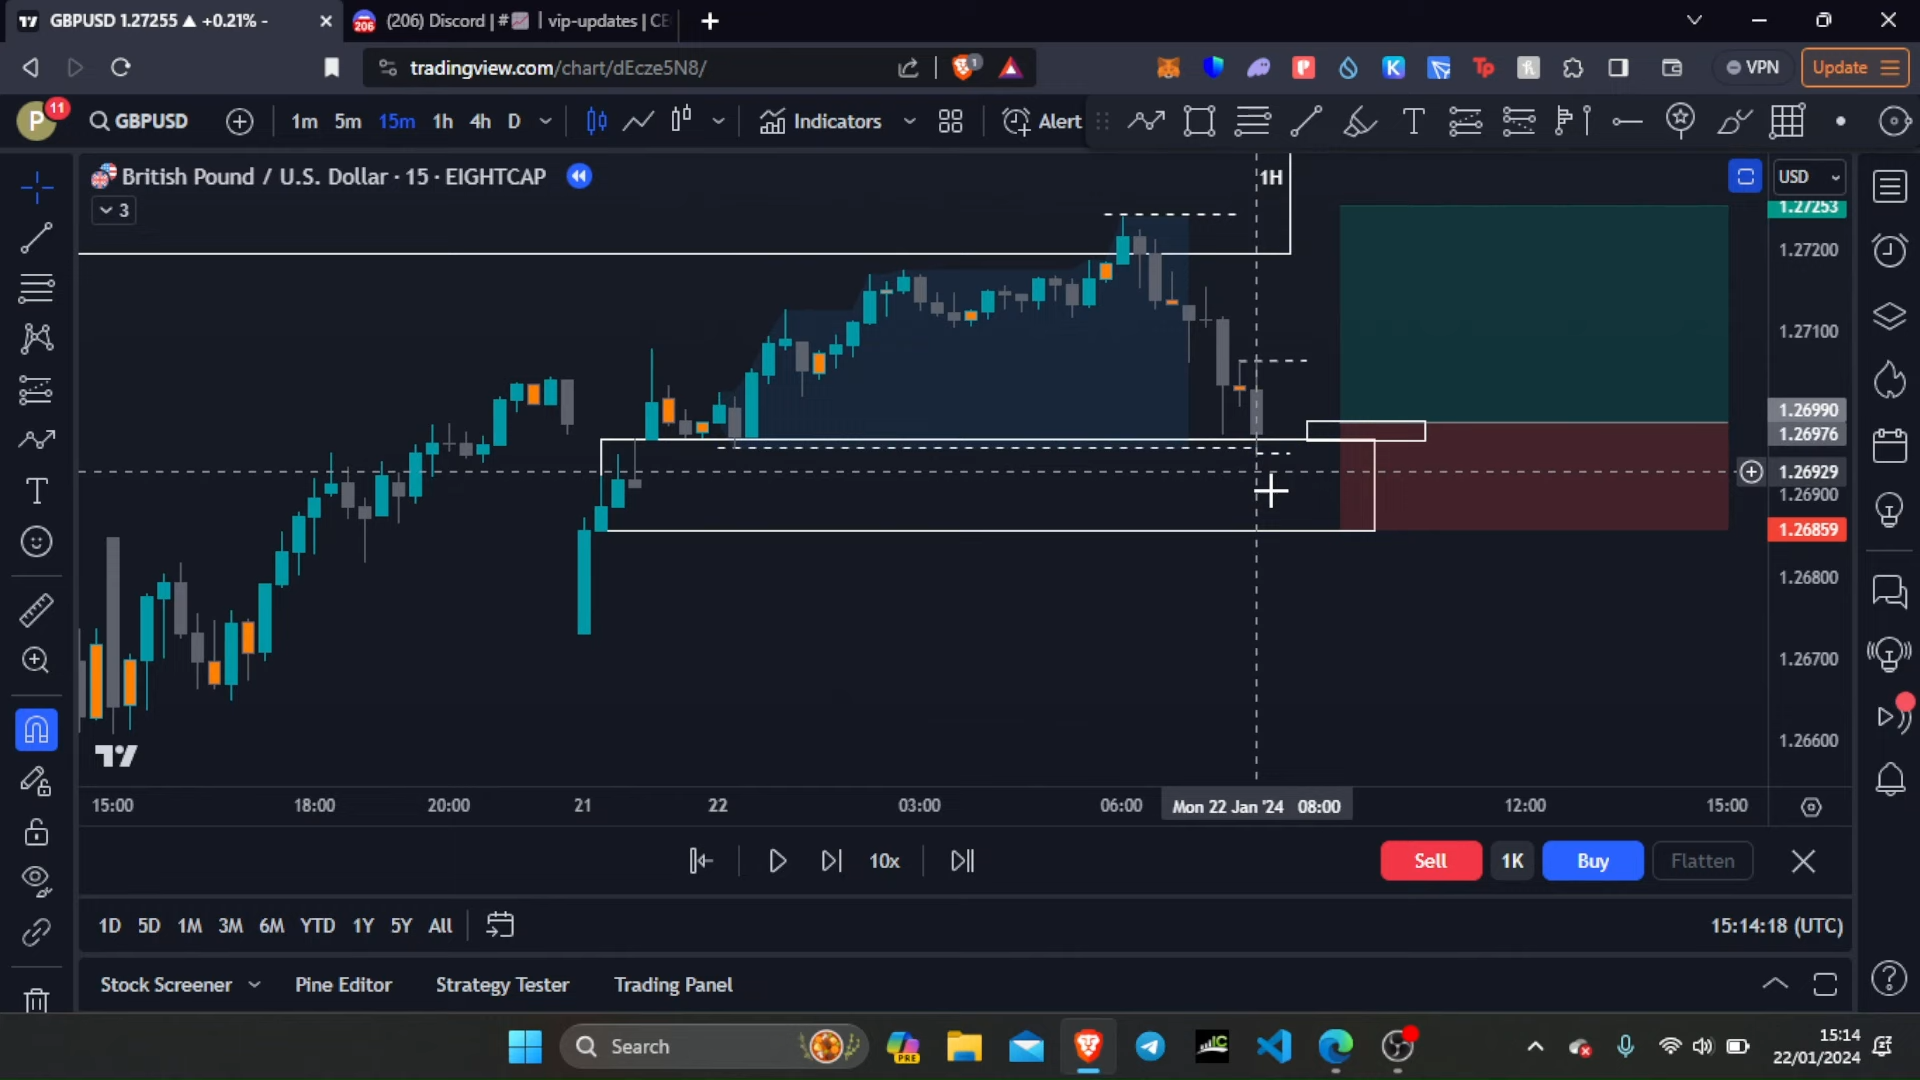 GBPUSD 1.27255 ▲ +0.21% -
206
(206) Discord | #📈 | vip-updates | CE
tradingview.com/chart/dEcze5N8/
1
VPN
Update
P
11
GBPUSD
1m 5m 15m 1h 4h D
Indicators
Alert
British Pound / U.S. Dollar · 15 · EIGHTCAP
3
1H
USD
1.27253
1.27200
1.27100
1.26990
1.26976
1.26929
1.26900
1.26859
1.26800
1.26700
1.26600
15:00 18:00 20:00 21 22 03:00 06:00 Mon 22 Jan '24 08:00 12:00 15:00
10x
Sell 1K Buy Flatten
1D 5D 1M 3M 6M YTD 1Y 5Y All
15:14:18 (UTC)
Stock Screener Pine Editor Strategy Tester Trading Panel
Search
PRE
IC
15:14
22/01/2024